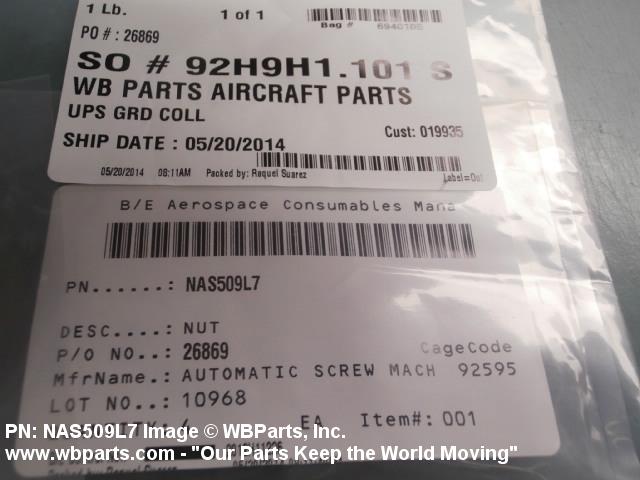 1 Lb.
1 of 1
Bag #
PO # : 26869
SO # 92H9H1.101 S
WB PARTS AIRCRAFT PARTS
UPS GRD COLL
Cust: 019935
SHIP DATE : 05/20/2014
05/20/2014 08:11AM Packed by: Raquel Suarez
Label=Out
B/E Aerospace Consumables Mana
PN......: NAS509L7
DESC....: NUT
P/O NO..: 26869
CageCode
MfrName.: AUTOMATIC SCREW MACH 92595
LOT NO..: 10968
EA Item#: 001
PN: NAS509L7 Image © WBParts, Inc.
www.wbparts.com - "Our Parts Keep the World Moving"